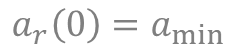 a_r(0) = a_min